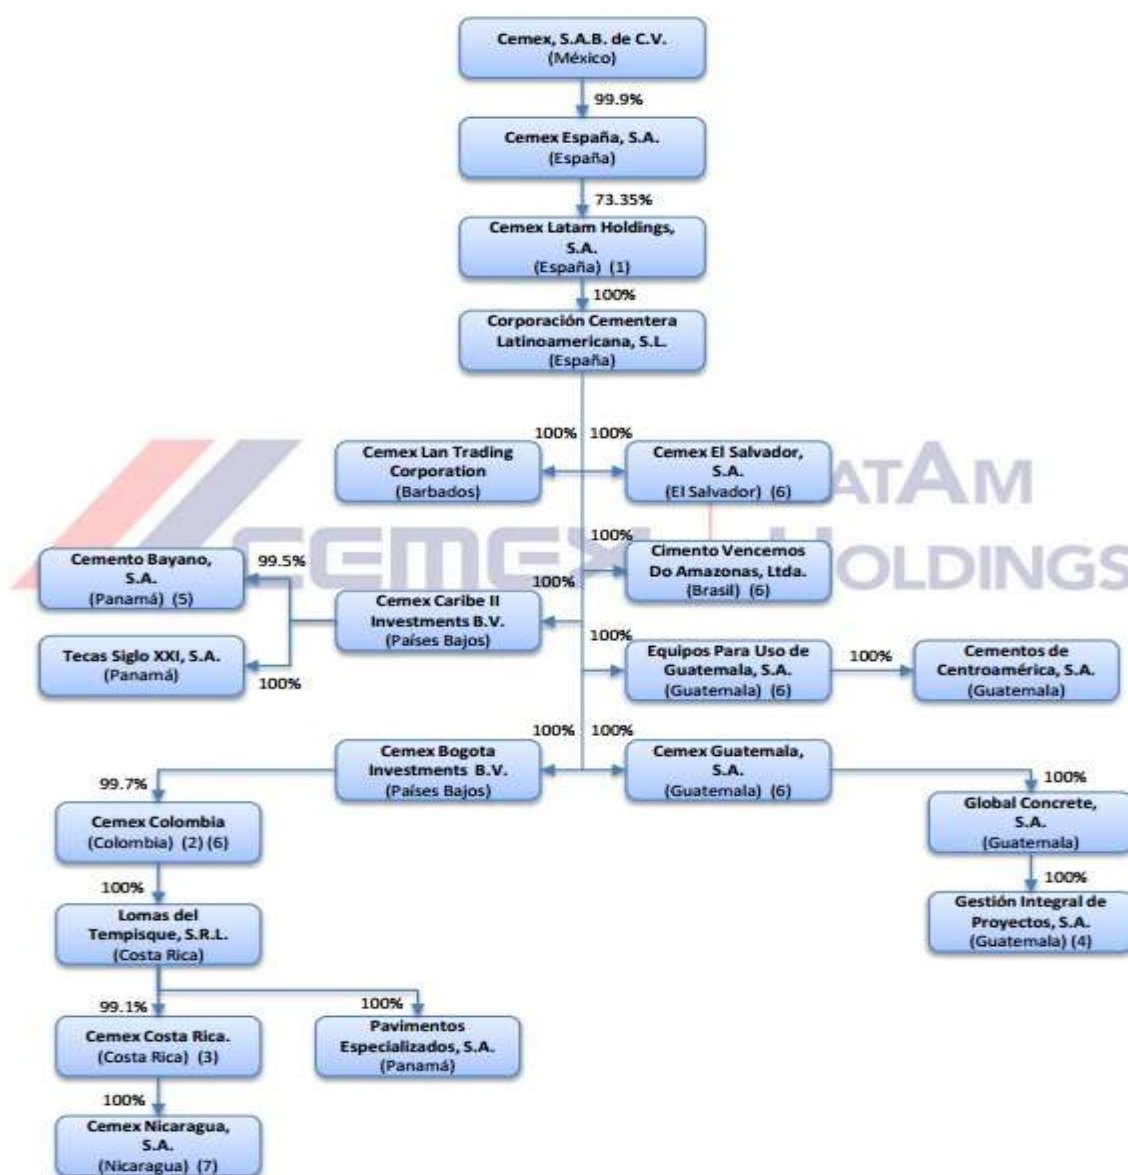 Cemex, S.A.B. de C.V.
(México)
99.9%
Cemex España, S.A.
(España)
73.35%
Cemex Latam Holdings,
S.A.
(España) (1)
100%
Corporación Cementera
Latinoamericana, S.L.
(España)
100% 100%
Cemex Lan Trading
Corporation
(Barbados)
Cemex El Salvador,
S.A.
(El Salvador) (6)
CEMEX LATAM
HOLDINGS
100%
Cimento Vencemos
Do Amazonas, Ltda.
(Brasil) (6)
Cemento Bayano,
S.A.
(Panamá) (5)
99.5%
100%
Cemex Caribe II
Investments B.V.
(Países Bajos)
Tecas Siglo XXI, S.A.
(Panamá)
100%
100%
Equipos Para Uso de
Guatemala, S.A.
(Guatemala) (6)
100%
Cementos de
Centroamérica, S.A.
(Guatemala)
100% 100%
Cemex Bogota
Investments B.V.
(Países Bajos)
Cemex Guatemala,
S.A.
(Guatemala) (6)
99.7%
Cemex Colombia
(Colombia) (2) (6)
100%
Global Concrete,
S.A.
(Guatemala)
100%
Gestión Integral de
Proyectos, S.A.
(Guatemala) (4)
100%
Lomas del
Tempisque, S.R.L.
(Costa Rica)
99.1%
Cemex Costa Rica.
(Costa Rica) (3)
100%
Pavimentos
Especializados, S.A.
(Panamá)
100%
Cemex Nicaragua,
S.A.
(Nicaragua) (7)